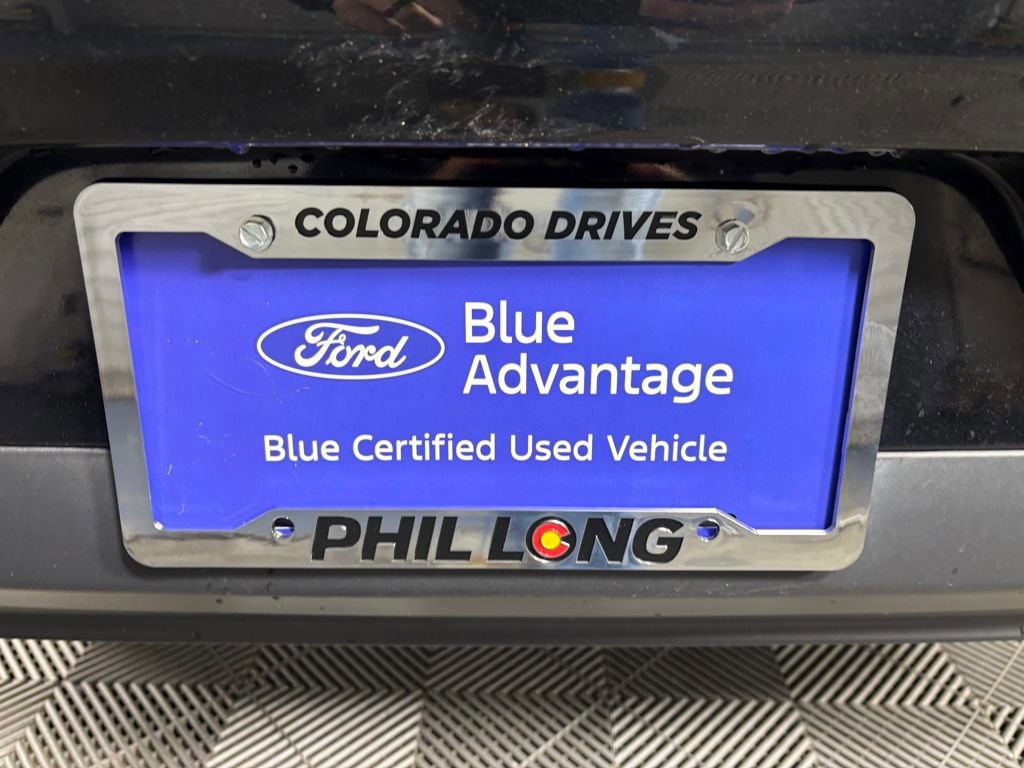 COLORADO DRIVES
Ford
Blue
Advantage
Blue Certified Used Vehicle
PHIL LONG